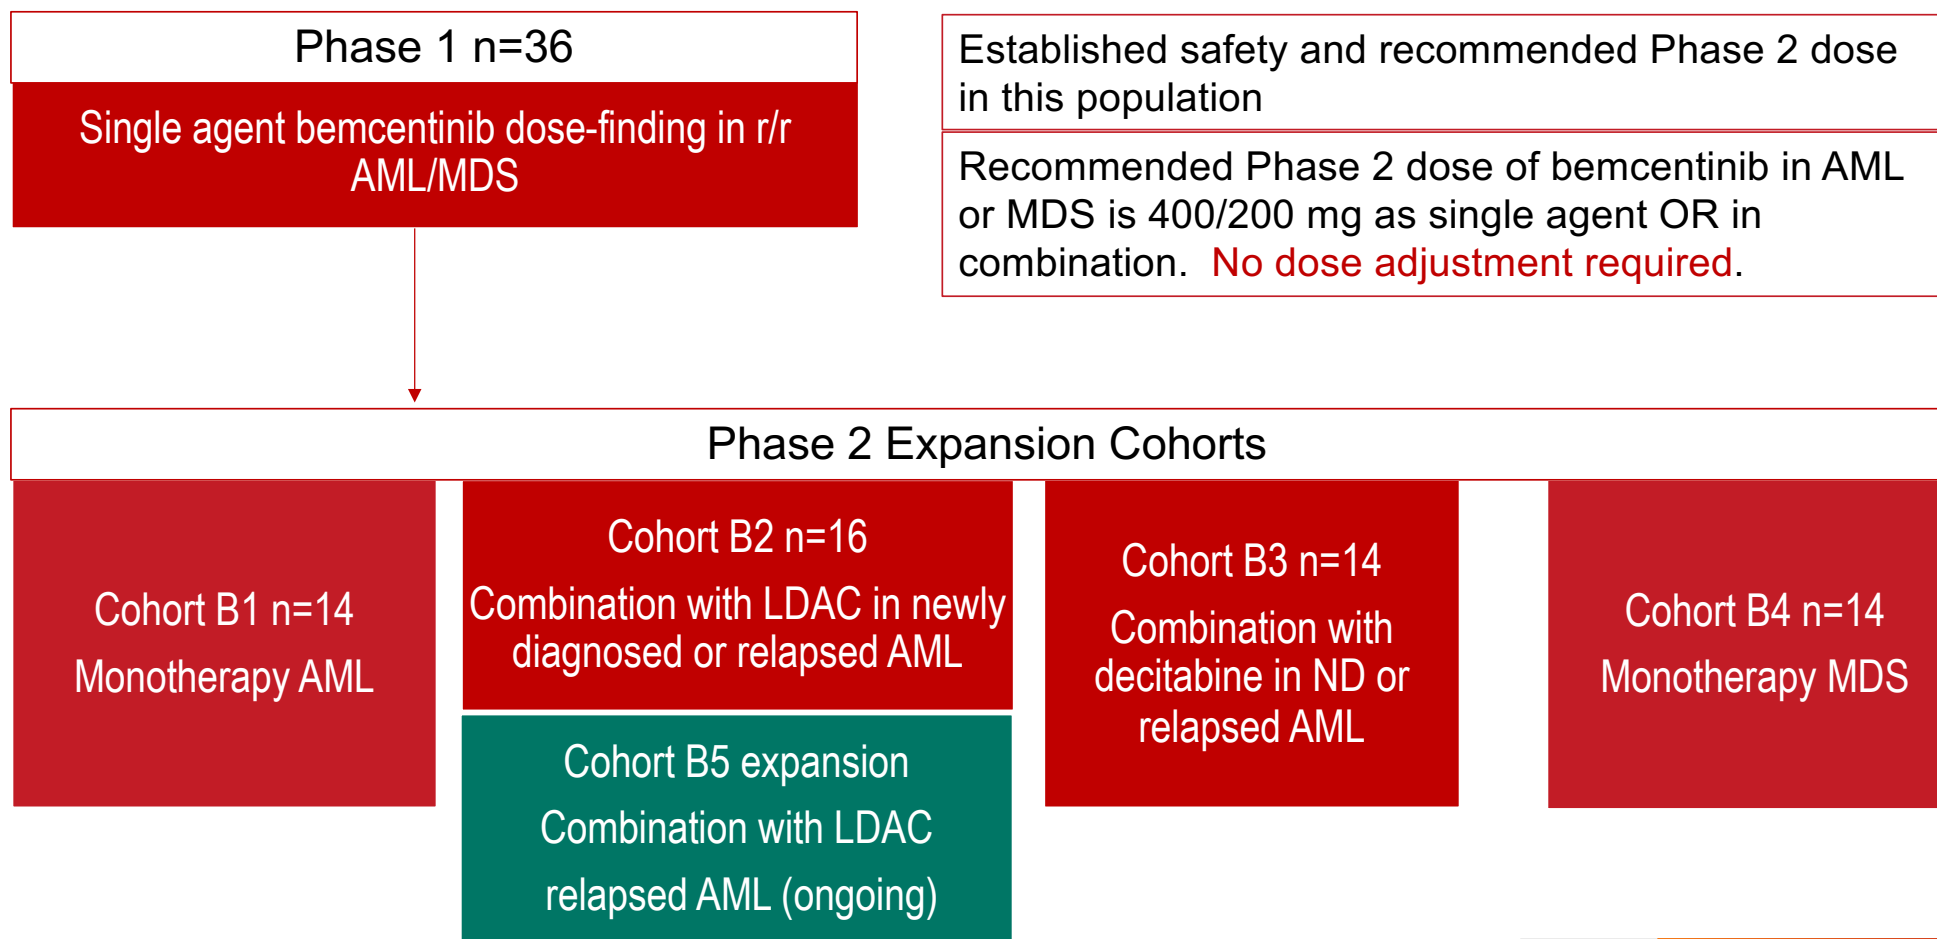 Phase 1 n=36
Single agent bemcentinib dose-finding in r/r
AML/MDS
Established safety and recommended Phase 2 dose
in this population
Recommended Phase 2 dose of bemcentinib in AML
or MDS is 400/200 mg as single agent OR in
combination. No dose adjustment required.
Phase 2 Expansion Cohorts
Cohort B1 n=14
Monotherapy AML
Cohort B2 n=16
Combination with LDAC in newly
diagnosed or relapsed AML
Cohort B5 expansion
Combination with LDAC
relapsed AML (ongoing)
Cohort B3 n=14
Combination with
decitabine in ND or
relapsed AML
Cohort B4 n=14
Monotherapy MDS